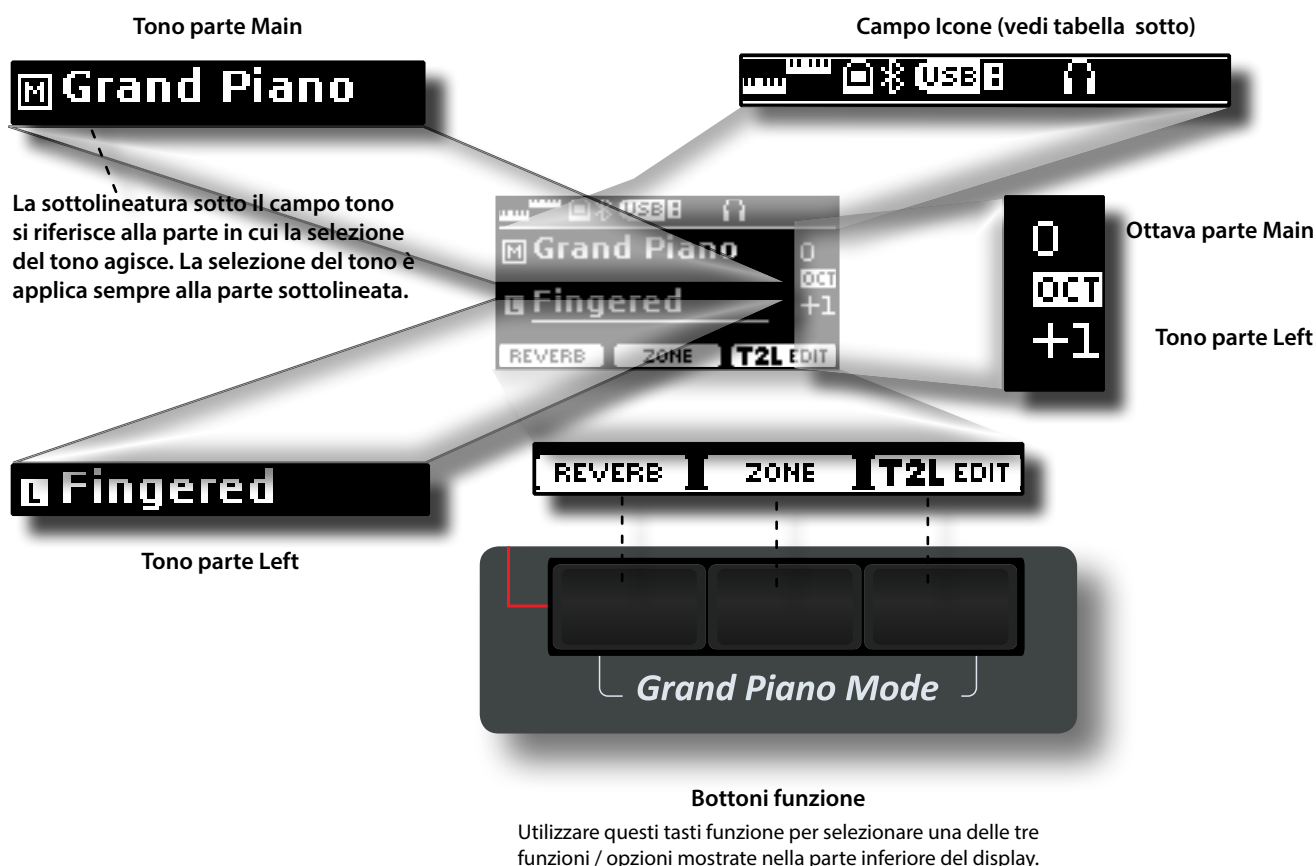 Tono parte Main
Campo Icone (vedi tabella  sotto)
M Grand Piano
USB
La sottolineatura sotto il campo tono
si riferisce alla parte in cui la selezione
del tono agisce. La selezione del tono è
applica sempre alla parte sottolineata.
USB
M Grand Piano
0
OCT
L Fingered
+1
REVERB
ZONE
T2L EDIT
0
OCT
+1
Ottava parte Main
Tono parte Left
L Fingered
Tono parte Left
REVERB
ZONE
T2L EDIT
Grand Piano Mode
Bottoni funzione
Utilizzare questi tasti funzione per selezionare una delle tre
funzioni / opzioni mostrate nella parte inferiore del display.